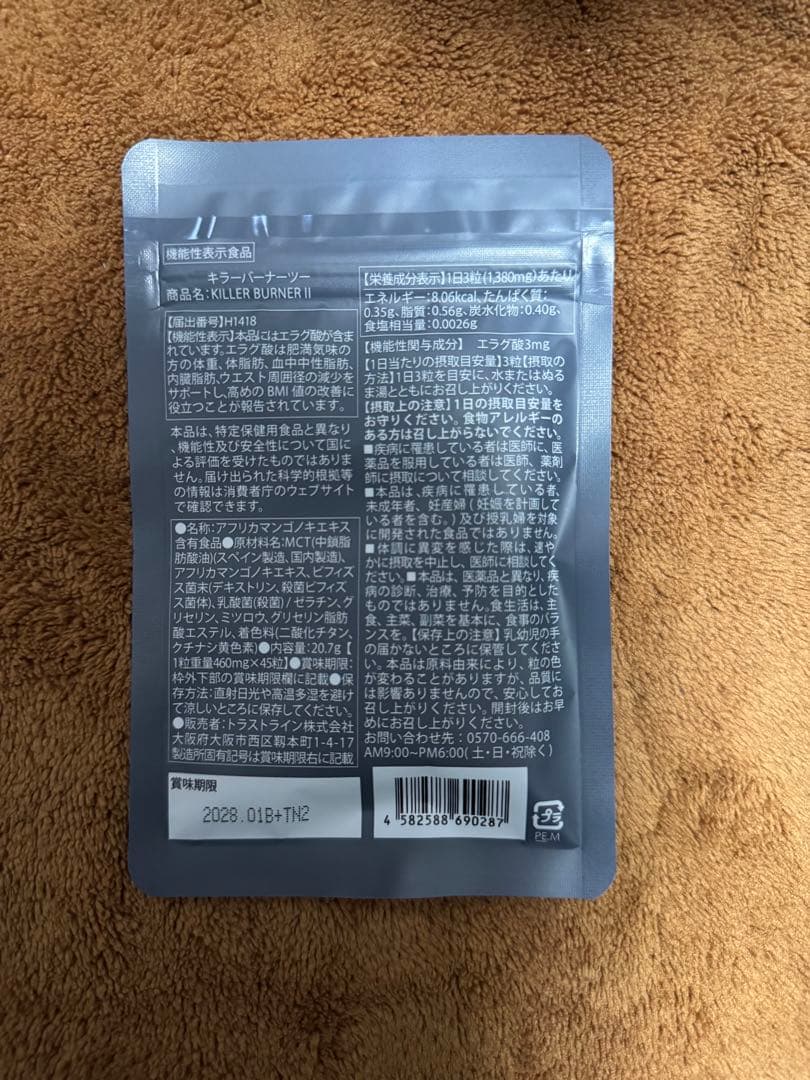 機能性表示食品
キラーバーナーツー
商品名:KILLER BURNER II
【届出番号】H1418
【機能性表示】本品にはエラグ酸が含ま
れています。エラグ酸は肥満気味の
方の体重、体脂肪、血中中性脂肪、
内臓脂肪、ウエスト周囲径の減少を
サポートし、高めの BMI 値の改善に
役立つことが報告されています。
本品は、特定保健用食品と異なり、
機能性及び安全性について国に
よる評価を受けたものではありま
せん。届け出られた科学的根拠等
の情報は消費者庁のウェブサイト
で確認できます。
●名称:アフリカマンゴノキエキス
含有食品●原材料名:MCT(中鎖脂
肪酸油)(スペイン製造、国内製造)、
アフリカマンゴノキエキス、ビフィズ
ス菌末(デキストリン、殺菌ビフィズ
ス菌体)、乳酸菌(殺菌) / ゼラチン、グ
リセリン、ミツロウ、グリセリン脂肪
酸エステル、着色料(二酸化チタン、
クチナシ黄色素)●内容量:20.7g【
1粒重量460mg×45粒】●賞味期限:
枠外下部の賞味期限欄に記載●保
存方法:直射日光や高温多湿を避け
て涼しいところに保存してください。
●販売者:トラストライン株式会社
大阪府大阪市西区靱本町1-4-17
製造所固有記号は賞味期限右に記載
【栄養成分表示】1日3粒(1,380mg)あたり
エネルギー:8.06kcal、たんぱく質:
0.35g、脂質:0.56g、炭水化物:0.40g、
食塩相当量:0.0026g
【機能性関与成分】 エラグ酸3mg
【1日当たりの摂取目安量】3粒【摂取の
方法】1日3粒を目安に、水またはぬる
ま湯とともにお召し上がりください。
【摂取上の注意】1日の摂取目安量を
お守りください。食物アレルギーの
ある方は召し上がらないでください。
■疾病に罹患している者は医師に、医
薬品を服用している者は医師、薬剤
師に摂取について相談してください。
■本品は、疾病に罹患している者、
未成年者、妊産婦 ( 妊娠を計画して
いる者を含む。) 及び授乳婦を対象
に開発された食品ではありません。
■体調に異変を感じた際は、速や
かに摂取を中止し、医師に相談してく
ださい。■本品は、医薬品と異なり、疾
病の診断、治療、予防を目的とした
ものではありません。食生活は、主
食、主菜、副菜を基本に、食事のバラ
ンスを。【保存上の注意】乳幼児の手
の届かないところに保管してくださ
い。本品は原料由来により、粒の色
が変わることがありますが、品質に
は影響ありませんので、安心してお
召し上がりください。開封後はお早
めにお召し上がりください。
お問い合わせ先 : 0570-666-408
AM9:00~PM6:00( 土・日・祝除く )
賞味期限
2028.01B+TN2
4 582588 690287
プラ
PE,M